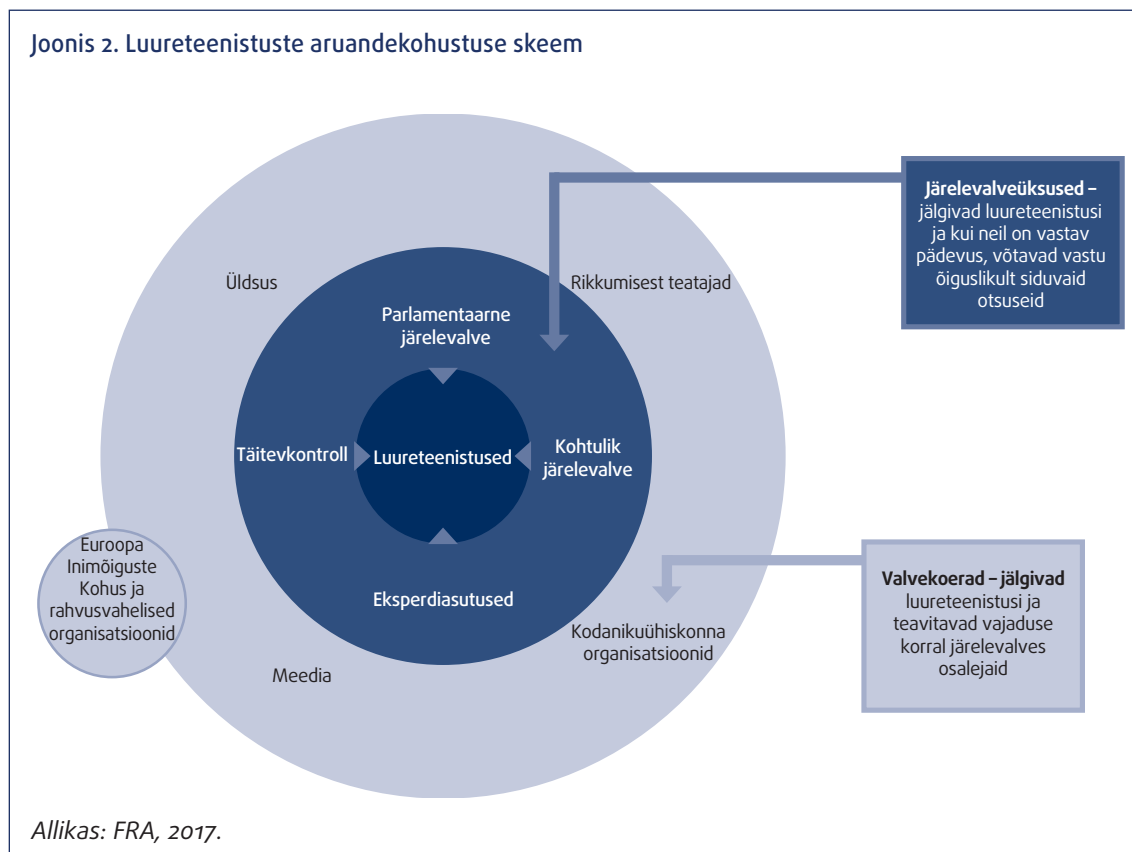 Joonis 2. Luureteenistuste aruandekohustuse skeem
Järelevalveüksused –
jälgivad luureteenistusi
ja kui neil on vastav
pädevus, võtavad vastu
õiguslikult siduvaid
otsuseid
Üldsus
Rikkumisest teatajad
Parlamentaarne
järelevalve
Täitevkontroll
Luureteenistused
Kohtulik
järelevalve
Eksperdiasutused
Euroopa
Inimõiguste
Kohus ja
rahvusvahelised
organisatsioonid
Meedia
Kodanikuühiskonna
organisatsioonid
Valvekoerad – jälgivad
luureteenistusi ja
teavitavad vajaduse
korral järelevalves
osalejaid
Allikas: FRA, 2017.